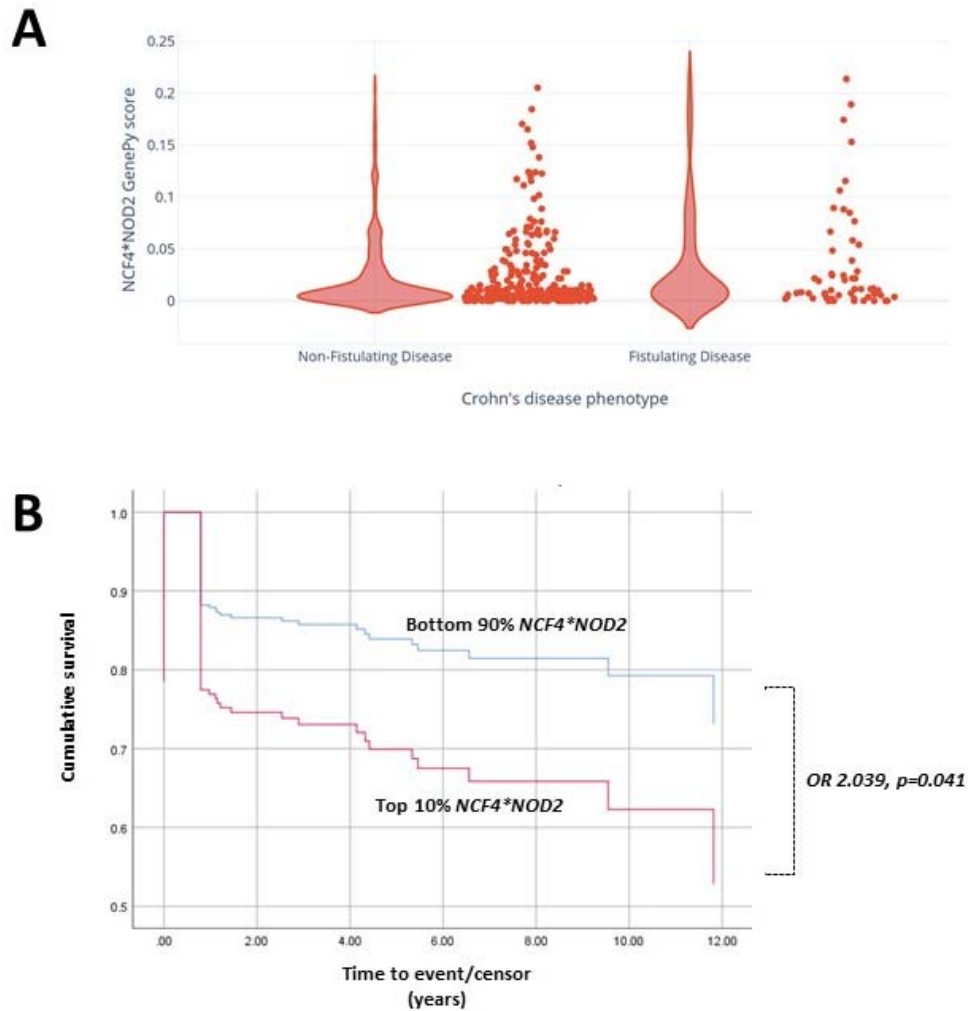 A
0.25
0.2
0.15
0.1
0.05
0
NCF4*NOD2 GenePy score
Non-Fistulating Disease
Fistulating Disease
Crohn's disease phenotype
B
1.0
0.9
0.8
0.7
0.6
0.5
Cumulative survival
Bottom 90% NCF4*NOD2
Top 10% NCF4*NOD2
OR 2.039, p=0.041
.00 2.00 4.00 6.00 8.00 10.00 12.00
Time to event/censor
(years)